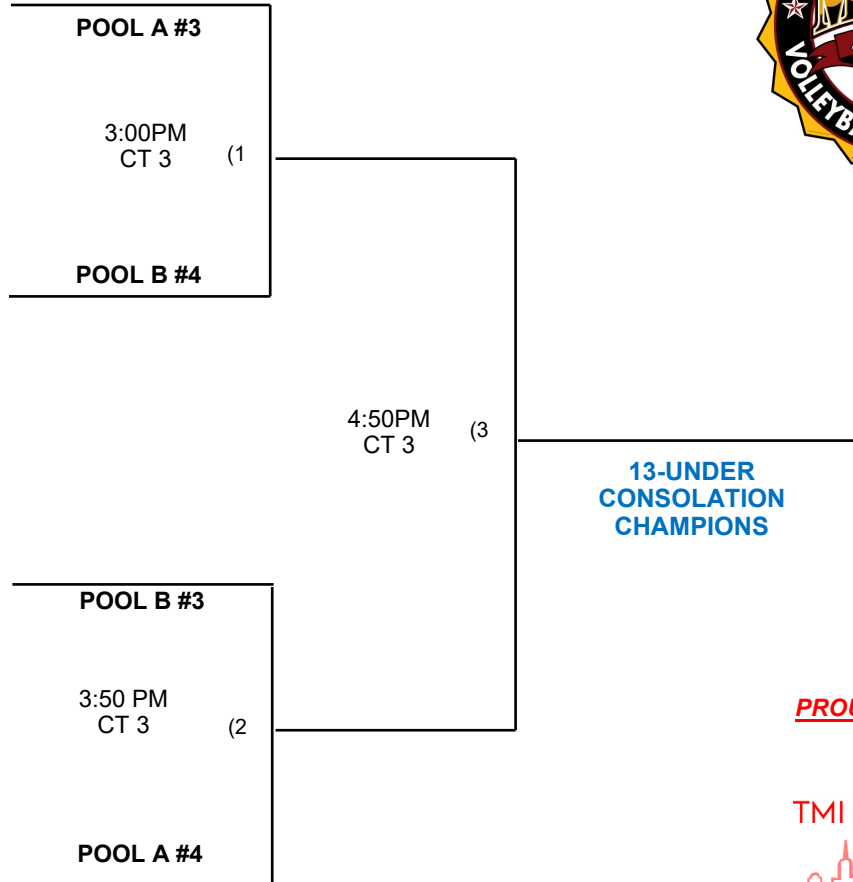 POOL A #3
3:00PM
CT 3
(1
POOL B #4
4:50PM
CT 3
(3
13-UNDER
CONSOLATION
CHAMPIONS
POOL B #3
3:50 PM
CT 3
(2
POOL A #4
TMI